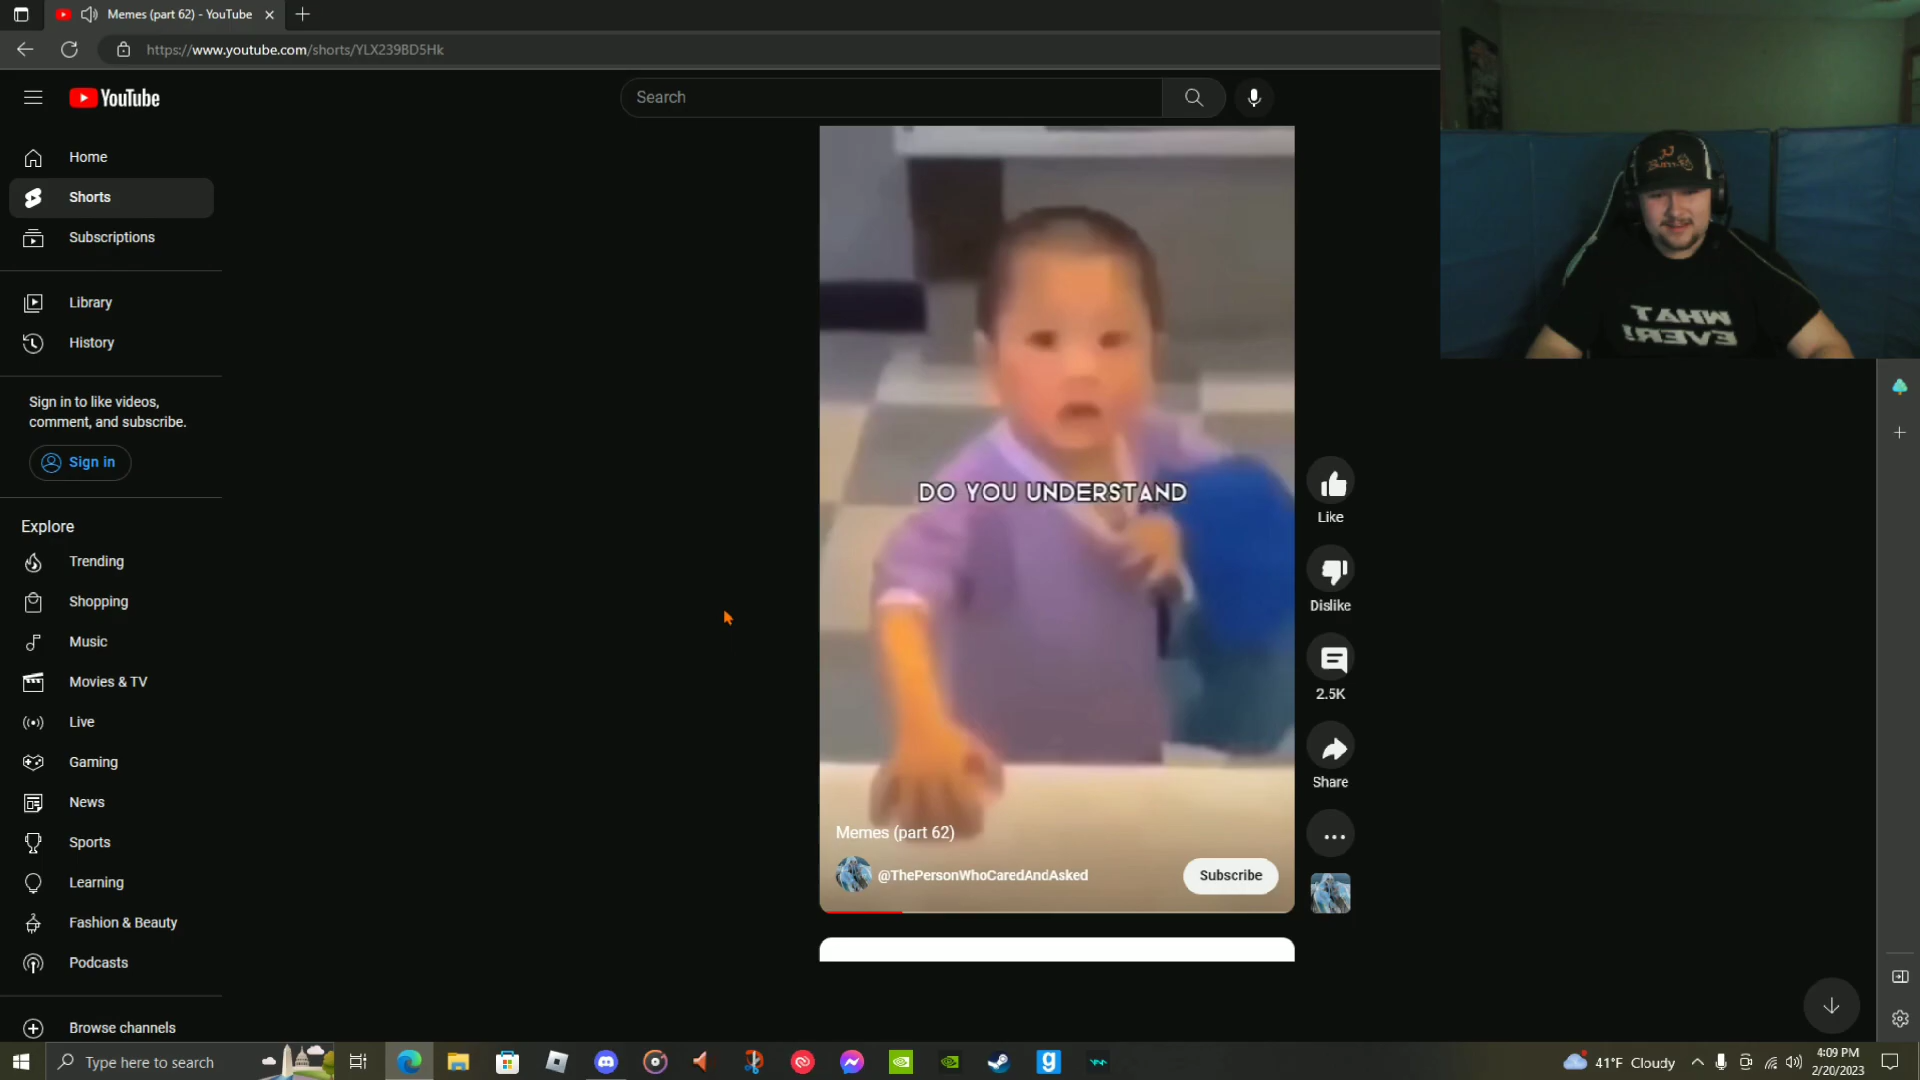 Memes (part 62) - YouTube
https://www.youtube.com/shorts/YLX239BD5Hk
YouTube
Search
Home
Shorts
Subscriptions
Library
History
Sign in to like videos,
comment, and subscribe.
Sign in
Explore
Trending
Shopping
Music
Movies & TV
Live
Gaming
News
Sports
Learning
Fashion & Beauty
Podcasts
Browse channels
DO YOU UNDERSTAND
Memes (part 62)
@ThePersonWhoCaredAndAsked
Subscribe
Like
Dislike
2.5K
Share
WHAT
EVER!
Type here to search
41°F Cloudy
4:09 PM
2/20/2023